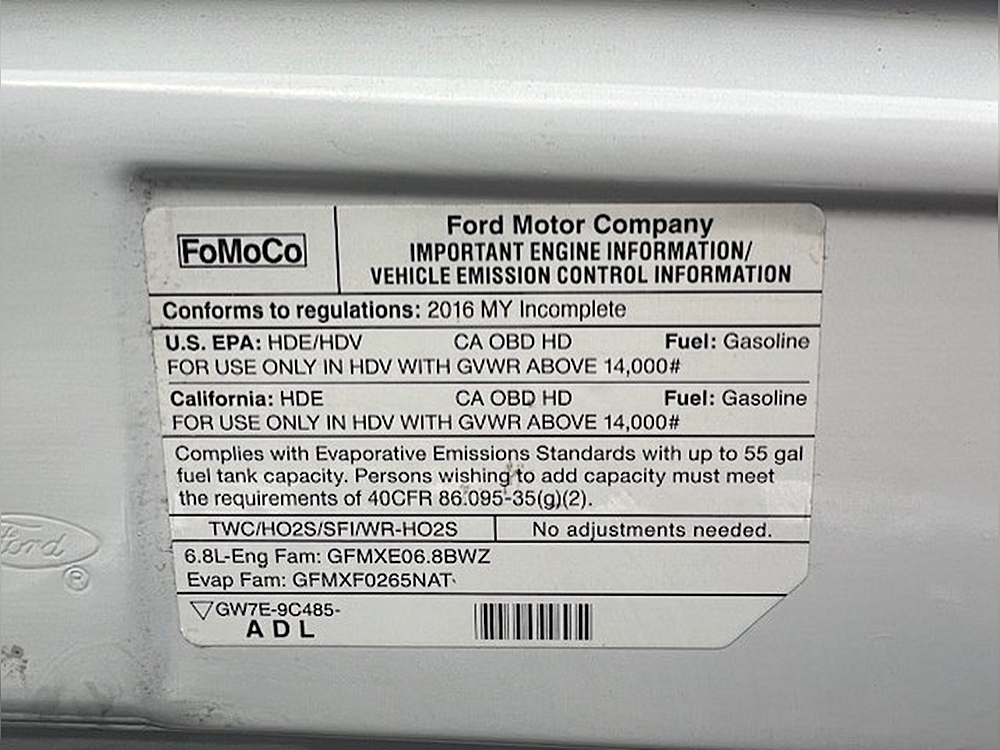 FoMoCo
Ford Motor Company
IMPORTANT ENGINE INFORMATION/
VEHICLE EMISSION CONTROL INFORMATION
Conforms to regulations: 2016 MY Incomplete
U.S. EPA: HDE/HDV CA OBD HD Fuel: Gasoline
FOR USE ONLY IN HDV WITH GVWR ABOVE 14,000#
California: HDE CA OBD HD Fuel: Gasoline
FOR USE ONLY IN HDV WITH GVWR ABOVE 14,000#
Complies with Evaporative Emissions Standards with up to 55 gal
fuel tank capacity. Persons wishing to add capacity must meet
the requirements of 40CFR 86.095-35(g)(2).
TWC/HO2S/SFI/WR-HO2S No adjustments needed.
6.8L-Eng Fam: GFMXE06.8BWZ
Evap Fam: GFMXF0265NAT
GW7E-9C485-
ADL
Ford
®